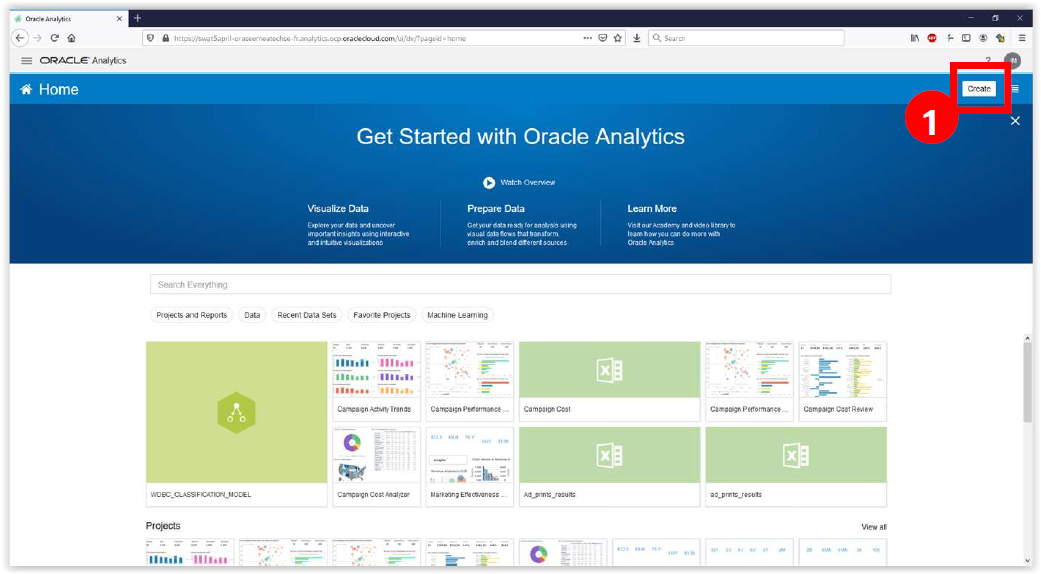 Oracle Analytics
https://swat5april-oraseemeatechse-fr.analytics.ocp.oraclecloud.com/ui/dv/?pageid=home
Search
ORACLE Analytics
?
Home
Create
1
Get Started with Oracle Analytics
Watch Overview
Visualize Data
Explore your data and uncover
important insights using interactive
and intuitive visualizations
Prepare Data
Get your data ready for analysis using
visual data flows that transform,
enrich and blend different sources
Learn More
Visit our Academy and video library to
learn how you can do more with
Oracle Analytics
Search Everything
Projects and Reports
Data
Recent Data Sets
Favorite Projects
Machine Learning
Campaign Activity Trends
Campaign Performance ...
Campaign Cost
Campaign Performance ...
Campaign Cost Review
WDBC_CLASSIFICATION_MODEL
Campaign Cost Analyzer
Marketing Effectiveness ...
Ad_prints_results
ad_prints_results
Projects
View all